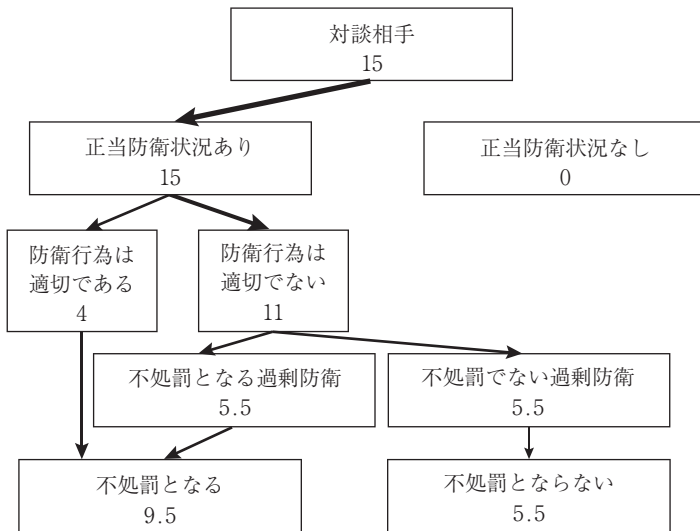 対談相手
15
正当防衛状況あり
15
正当防衛状況なし
0
防衛行為は
適切である
4
防衛行為は
適切でない
11
不処罰となる過剰防衛
5.5
不処罰でない過剰防衛
5.5
不処罰となる
9.5
不処罰とならない
5.5